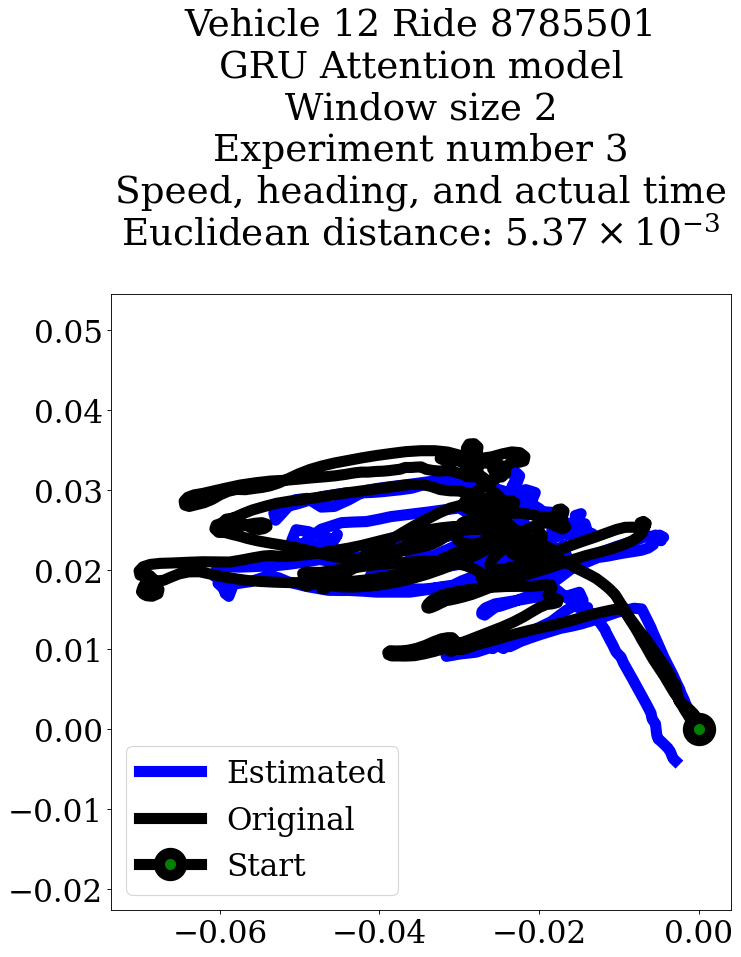 Vehicle 12 Ride 8785501
GRU Attention model
Window size 2
Experiment number 3
Speed, heading, and actual time
Euclidean distance: 5.37 × 10⁻³
0.05
0.04
0.03
0.02
0.01
0.00
−0.01
−0.02
Estimated
Original
Start
−0.06
−0.04
−0.02
0.00